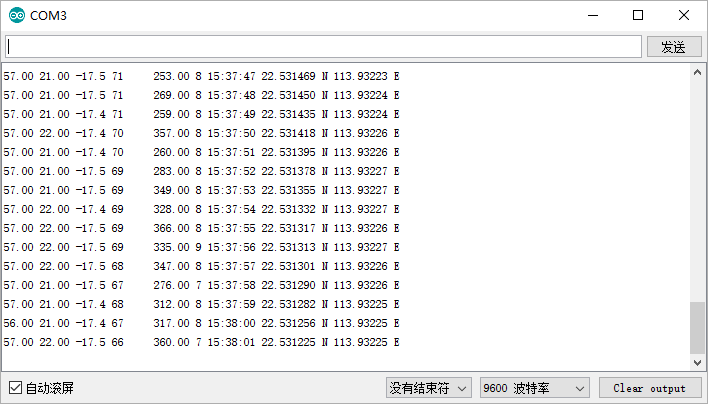 COM3
发送
57.00 21.00 -17.5 71 253.00 8 15:37:47 22.531469 N 113.93223 E
57.00 21.00 -17.5 71 269.00 8 15:37:48 22.531450 N 113.93224 E
57.00 21.00 -17.4 71 259.00 8 15:37:49 22.531435 N 113.93224 E
57.00 22.00 -17.4 70 357.00 8 15:37:50 22.531418 N 113.93226 E
57.00 21.00 -17.4 70 260.00 8 15:37:51 22.531395 N 113.93226 E
57.00 21.00 -17.5 69 283.00 8 15:37:52 22.531378 N 113.93227 E
57.00 21.00 -17.5 69 349.00 8 15:37:53 22.531355 N 113.93227 E
57.00 22.00 -17.4 69 328.00 8 15:37:54 22.531332 N 113.93227 E
57.00 22.00 -17.5 69 366.00 8 15:37:55 22.531317 N 113.93226 E
57.00 22.00 -17.5 69 335.00 9 15:37:56 22.531313 N 113.93227 E
57.00 22.00 -17.5 68 347.00 8 15:37:57 22.531301 N 113.93226 E
57.00 21.00 -17.5 67 276.00 7 15:37:58 22.531290 N 113.93226 E
57.00 21.00 -17.4 68 312.00 8 15:37:59 22.531282 N 113.93225 E
56.00 21.00 -17.4 67 317.00 8 15:38:00 22.531256 N 113.93225 E
57.00 22.00 -17.5 66 360.00 7 15:38:01 22.531225 N 113.93225 E
自动滚屏 没有结束符 9600 波特率 Clear output